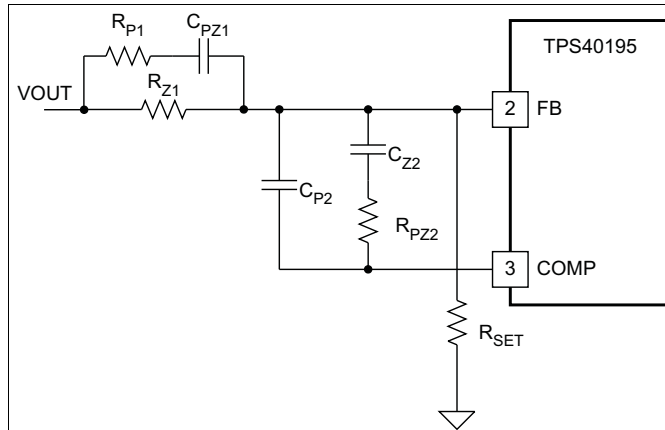 R_P1
C_PZ1
TPS40195
R_Z1
VOUT
2 FB
C_Z2
C_P2
R_PZ2
3 COMP
R_SET